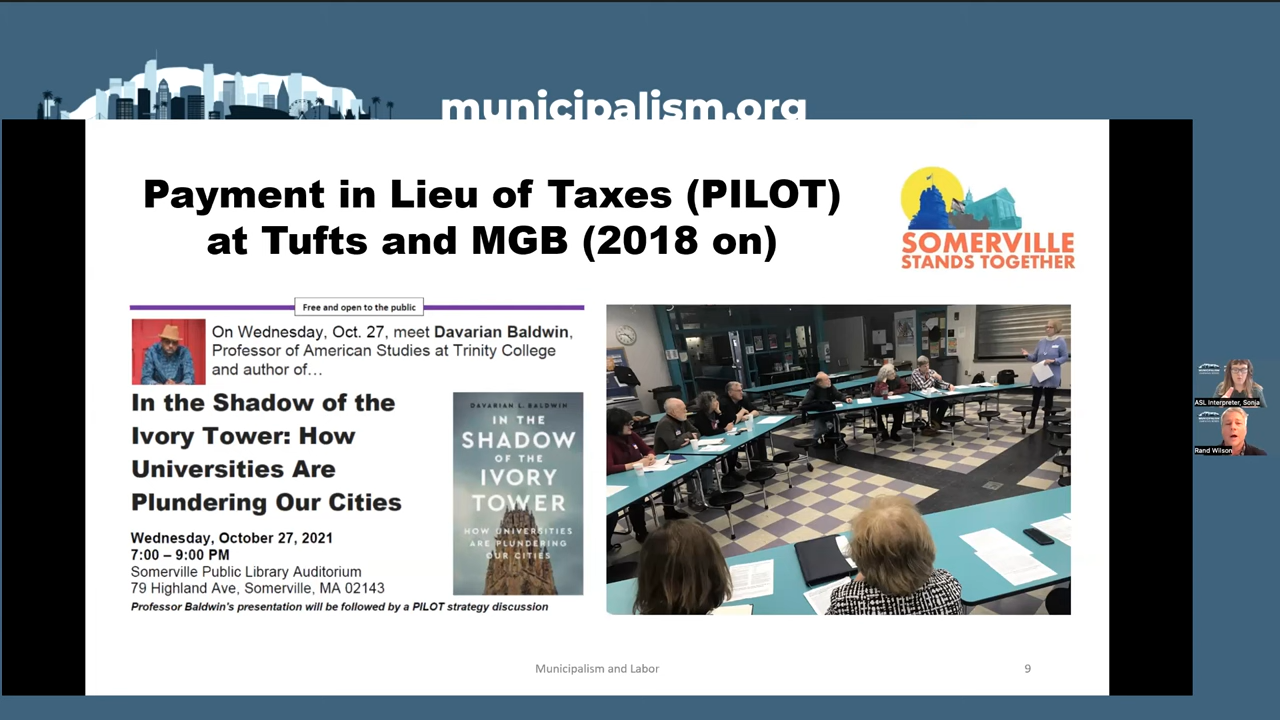 municipalism.org
Payment in Lieu of Taxes (PILOT)
at Tufts and MGB (2018 on)
SOMERVILLE
STANDS TOGETHER
Free and open to the public
On Wednesday, Oct. 27, meet Davarian Baldwin,
Professor of American Studies at Trinity College
and author of…
In the Shadow of the
Ivory Tower: How
Universities Are
Plundering Our Cities
Wednesday, October 27, 2021
7:00 – 9:00 PM
Somerville Public Library Auditorium
79 Highland Ave, Somerville, MA 02143
Professor Baldwin's presentation will be followed by a PILOT strategy discussion
DAVARIAN L. BALDWIN
IN THE
SHADOW
OF THE
IVORY
TOWER
HOW UNIVERSITIES
ARE PLUNDERING
OUR CITIES
ASL Interpreter, Sonja
Rand Wilson
Municipalism and Labor
9